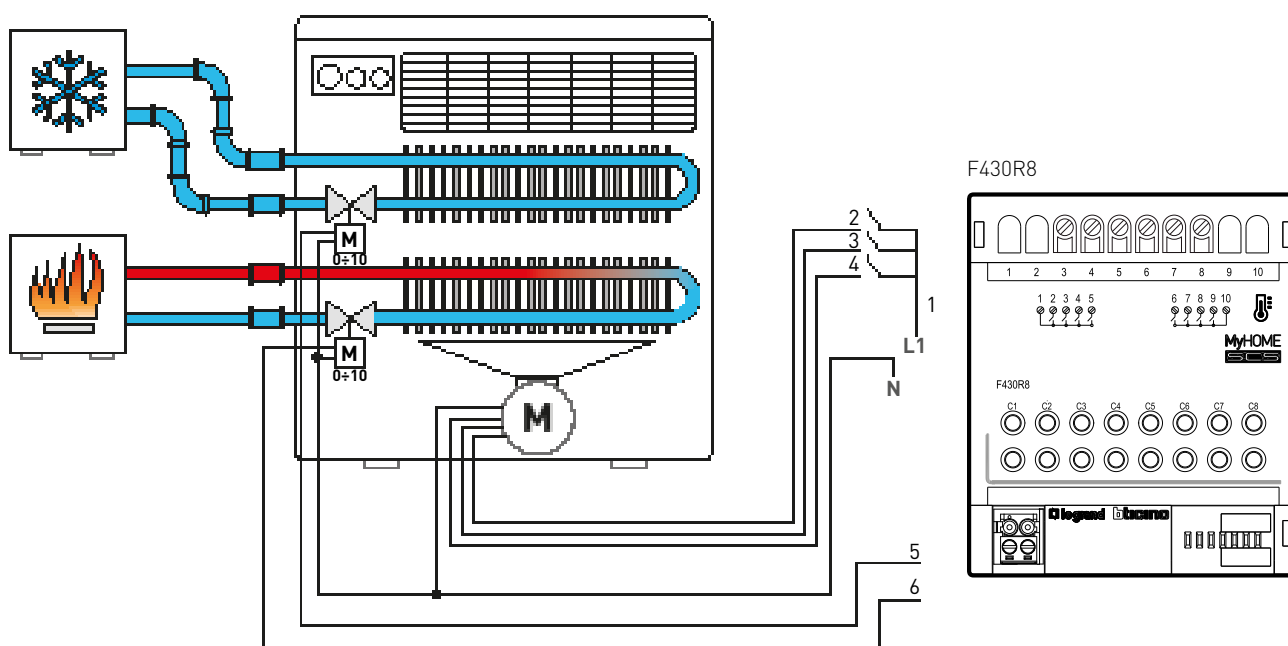 F430R8
M
0÷10
M
0÷10
M
2
3
4
1
L1
N
5
6
1 2 3 4 5 6 7 8 9 10
1 2 3 4 5
6 7 8 9 10
MyHOME
SCS
F430R8
C1 C2 C3 C4 C5 C6 C7 C8
legrand bticino